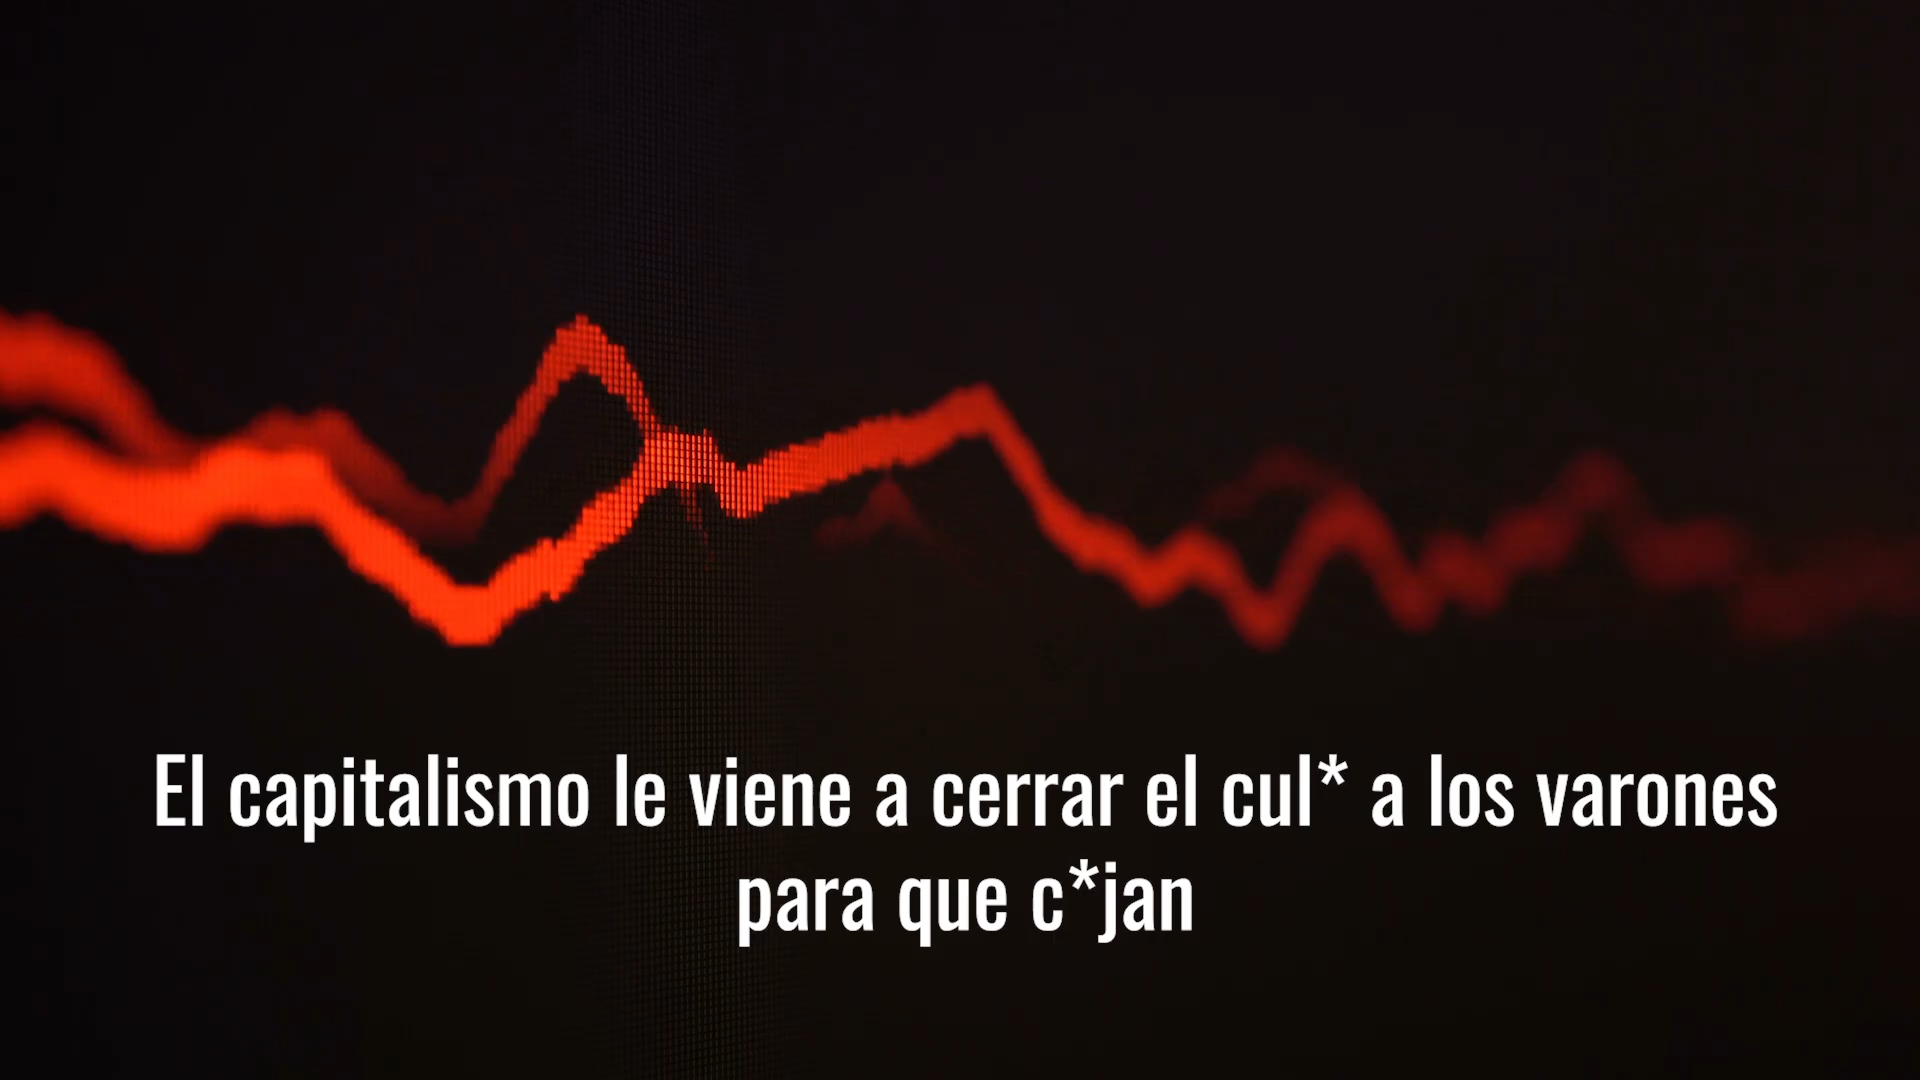 El capitalismo le viene a cerrar el cul* a los varones
para que c*jan